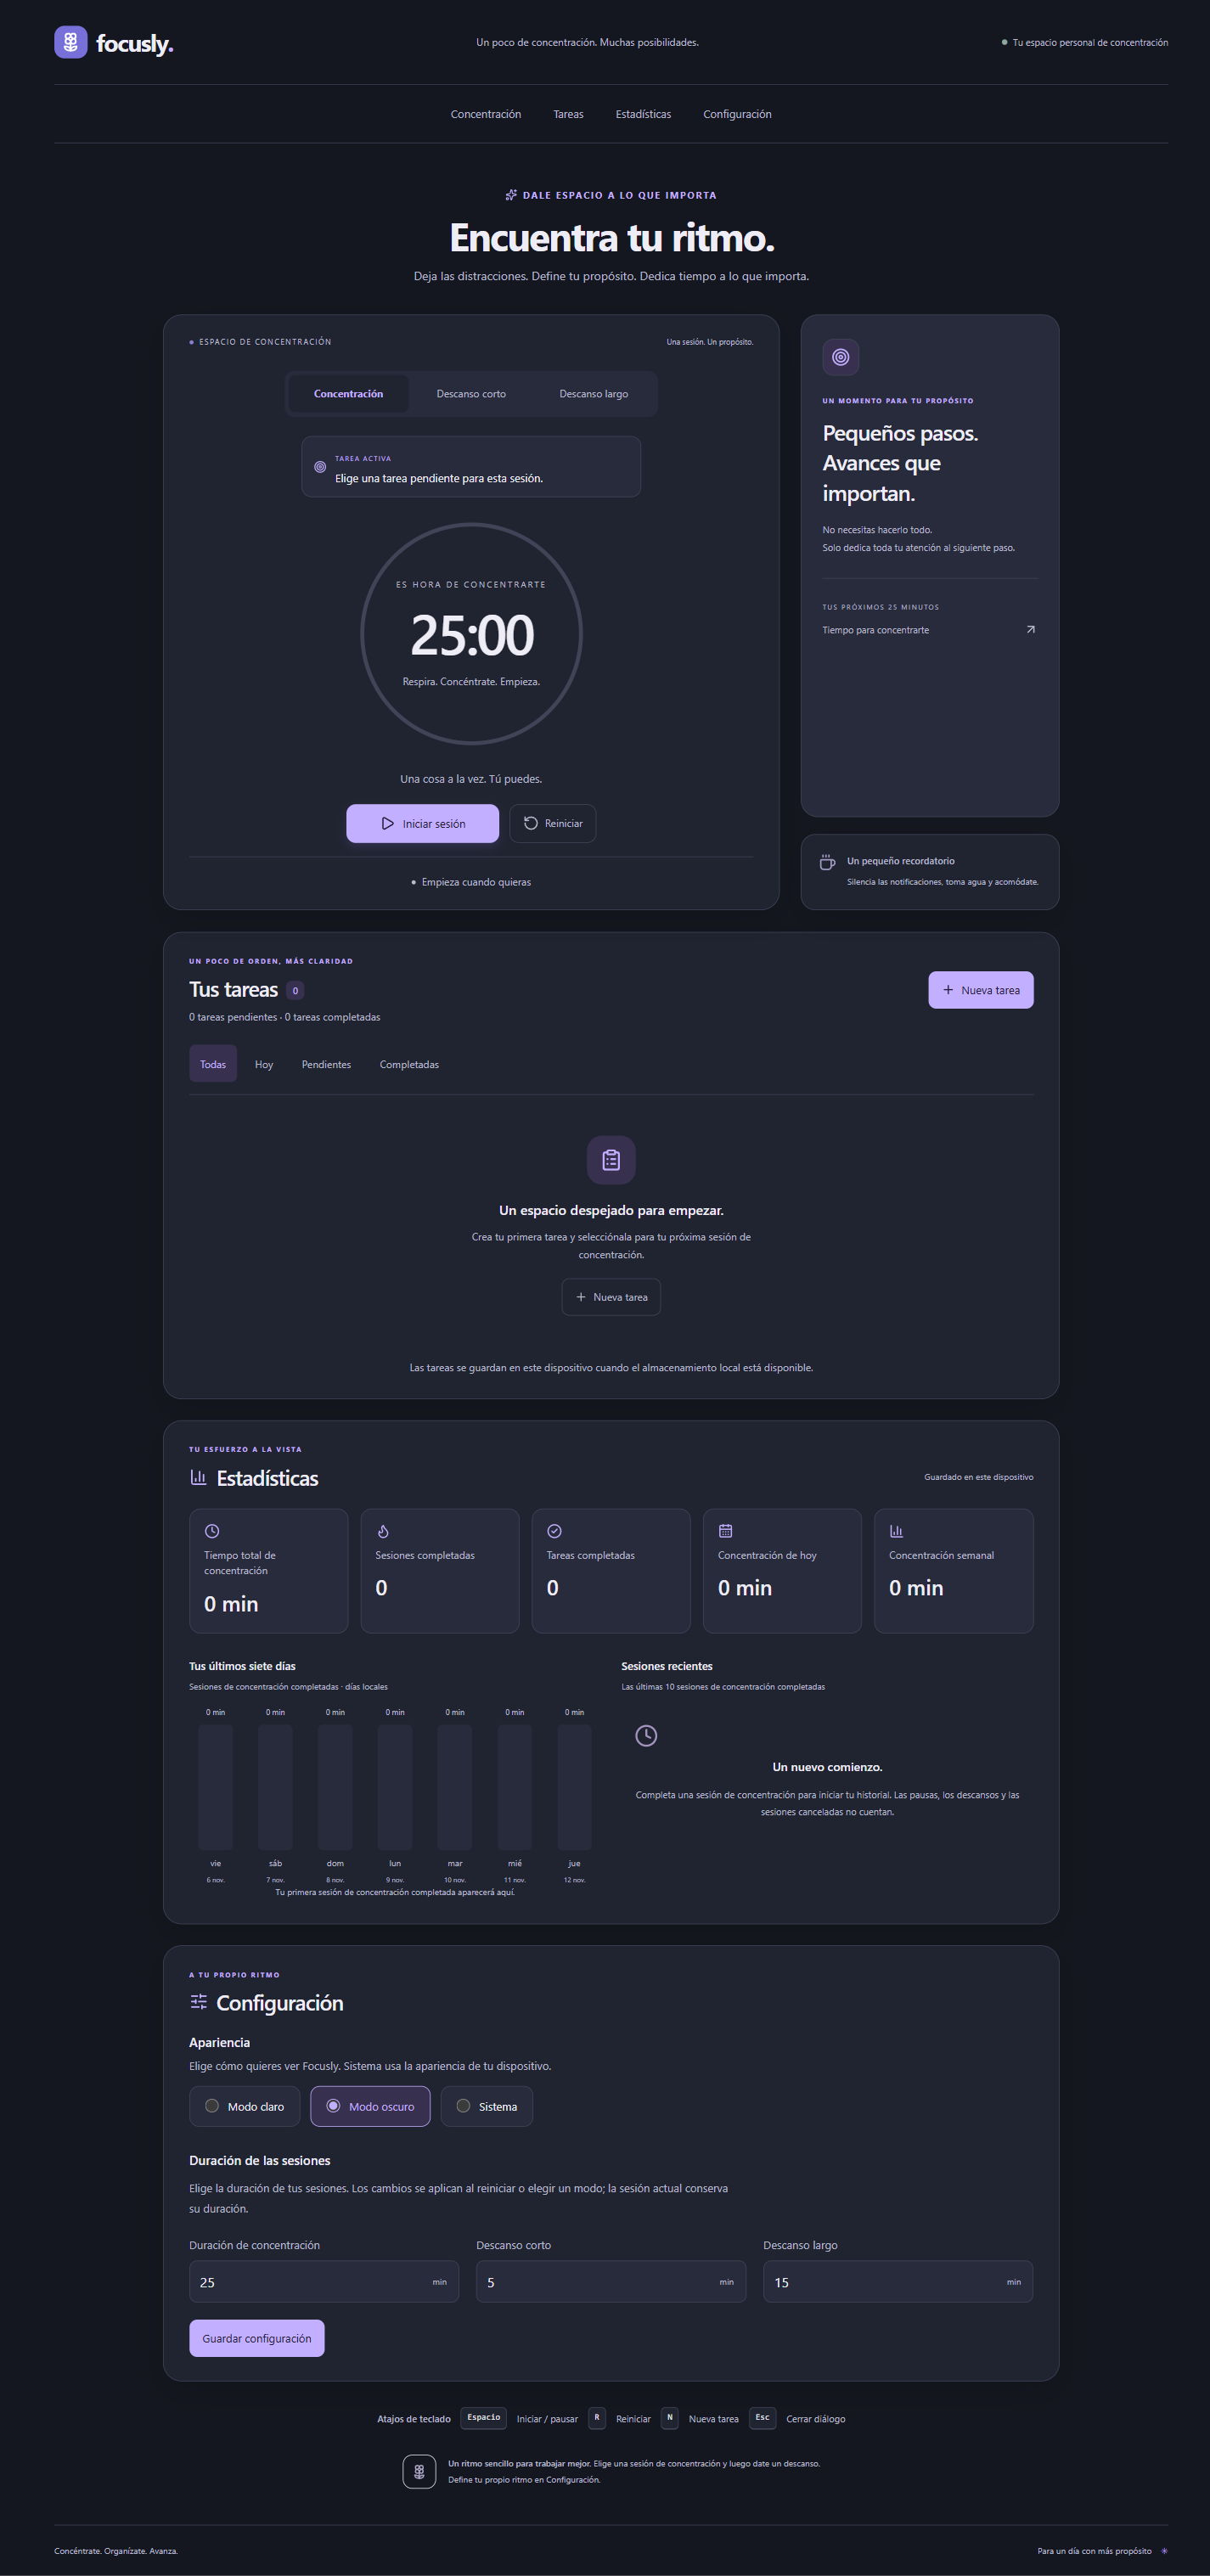 focusly.
Un poco de concentración. Muchas posibilidades.
Tu espacio personal de concentración
Concentración
Tareas
Estadísticas
Configuración
DALE ESPACIO A LO QUE IMPORTA
Encuentra tu ritmo.
Deja las distracciones. Define tu propósito. Dedica tiempo a lo que importa.
ESPACIO DE CONCENTRACIÓN
Una sesión. Un propósito.
Concentración
Descanso corto
Descanso largo
TAREA ACTIVA
Elige una tarea pendiente para esta sesión.
ES HORA DE CONCENTRARTE
25:00
Respira. Concéntrate. Empieza.
Una cosa a la vez. Tú puedes.
Iniciar sesión
Reiniciar
Empieza cuando quieras
UN MOMENTO PARA TU PROPÓSITO
Pequeños pasos.
Avances que
importan.
No necesitas hacerlo todo.
Solo dedica toda tu atención al siguiente paso.
TUS PRÓXIMOS 25 MINUTOS
Tiempo para concentrarte
Un pequeño recordatorio
Silencia las notificaciones, toma agua y acomódate.
UN POCO DE ORDEN, MÁS CLARIDAD
Tus tareas 0
0 tareas pendientes · 0 tareas completadas
Nueva tarea
Todas
Hoy
Pendientes
Completadas
Un espacio despejado para empezar.
Crea tu primera tarea y selecciónala para tu próxima sesión de
concentración.
Nueva tarea
Las tareas se guardan en este dispositivo cuando el almacenamiento local está disponible.
TU ESFUERZO A LA VISTA
Estadísticas
Guardado en este dispositivo
Tiempo total de
concentración
0 min
Sesiones completadas
0
Tareas completadas
0
Concentración de hoy
0 min
Concentración semanal
0 min
Tus últimos siete días
Sesiones de concentración completadas · días locales
0 min
0 min
0 min
0 min
0 min
0 min
0 min
vie
sáb
dom
lun
mar
mié
jue
6 nov.
7 nov.
8 nov.
9 nov.
10 nov.
11 nov.
12 nov.
Tu primera sesión de concentración completada aparecerá aquí.
Sesiones recientes
Las últimas 10 sesiones de concentración completadas
Un nuevo comienzo.
Completa una sesión de concentración para iniciar tu historial. Las pausas, los descansos y las
sesiones canceladas no cuentan.
A TU PROPIO RITMO
Configuración
Apariencia
Elige cómo quieres ver Focusly. Sistema usa la apariencia de tu dispositivo.
Modo claro
Modo oscuro
Sistema
Duración de las sesiones
Elige la duración de tus sesiones. Los cambios se aplican al reiniciar o elegir un modo; la sesión actual conserva
su duración.
Duración de concentración
25 min
Descanso corto
5 min
Descanso largo
15 min
Guardar configuración
Atajos de teclado Espacio Iniciar / pausar R Reiniciar N Nueva tarea Esc Cerrar diálogo
Un ritmo sencillo para trabajar mejor. Elige una sesión de concentración y luego date un descanso.
Define tu propio ritmo en Configuración.
Concéntrate. Organízate. Avanza.
Para un día con más propósito